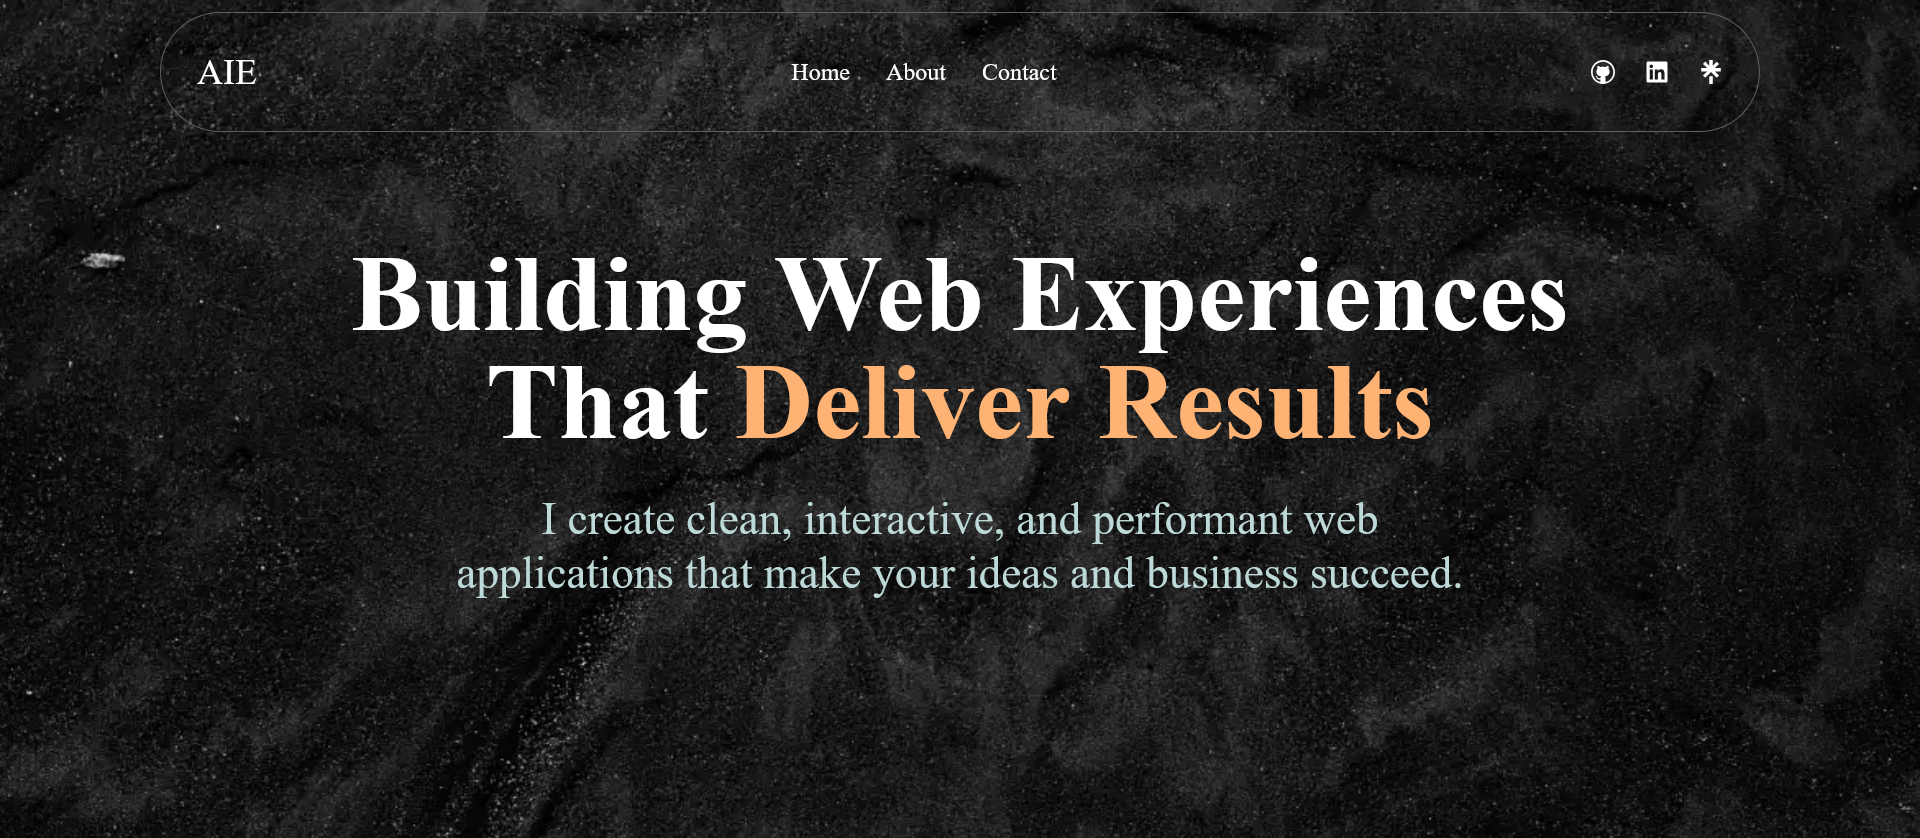 AIE
Home About Contact
Building Web Experiences
That Deliver Results
I create clean, interactive, and performant web
applications that make your ideas and business succeed.